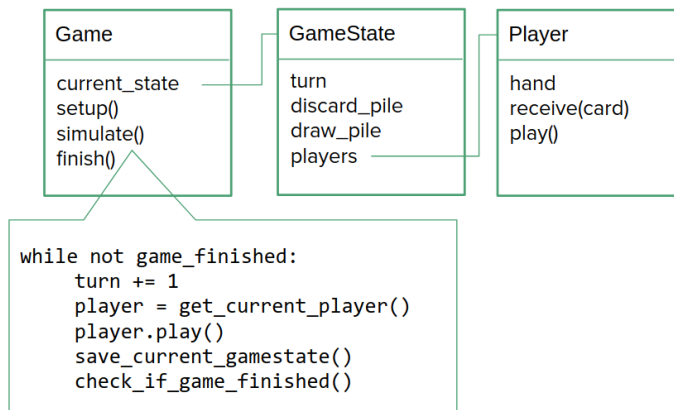 Game
current_state
setup()
simulate()
finish()
GameState
turn
discard_pile
draw_pile
players
Player
hand
receive(card)
play()
while not game_finished:
turn += 1
player = get_current_player()
player.play()
save_current_gamestate()
check_if_game_finished()